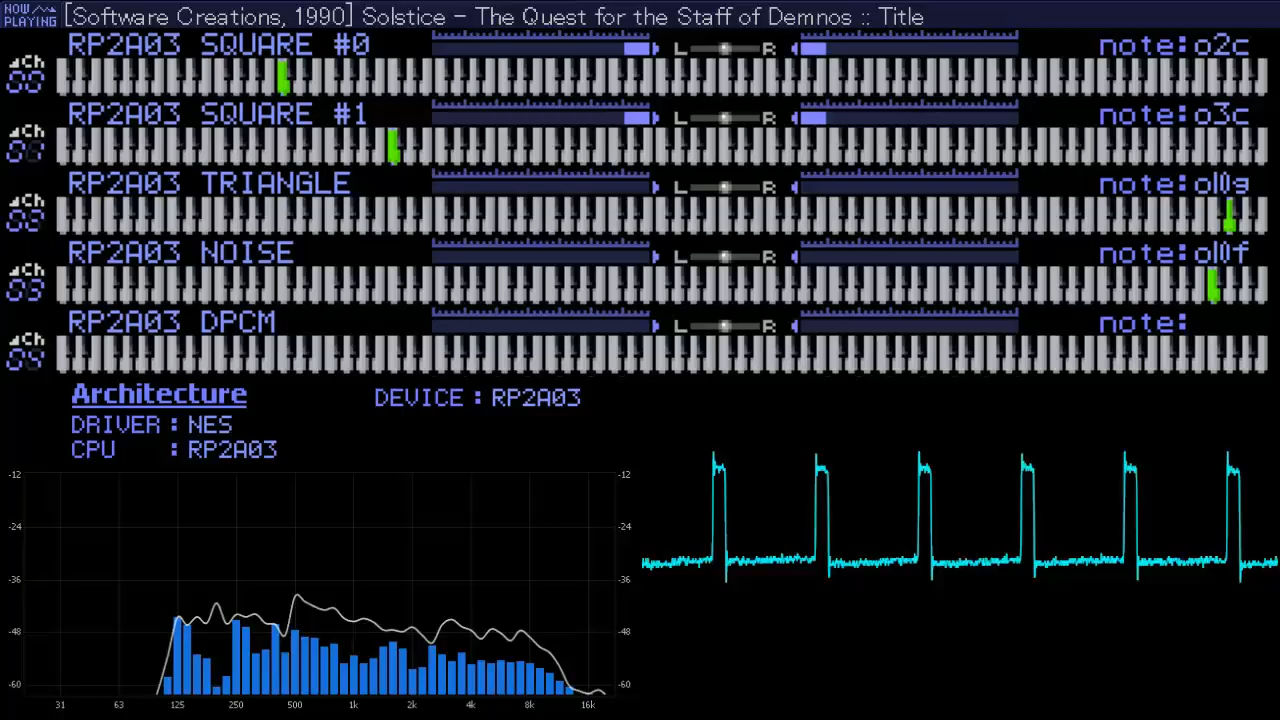 NOW PLAYING [Software Creations, 1990] Solstice - The Quest for the Staff of Demnos :: Title
RP2A03 SQUARE #0 L R note:o2c
Ch 00
RP2A03 SQUARE #1 L R note:o3c
Ch 01
RP2A03 TRIANGLE L R note:o10g
Ch 02
RP2A03 NOISE L R note:o10f
Ch 03
RP2A03 DPCM L R note:
Ch 04
Architecture DEVICE : RP2A03
DRIVER : NES
CPU : RP2A03
-12 -12
-24 -24
-36 -36
-48 -48
-60 -60
31 63 125 250 500 1k 2k 4k 8k 16k